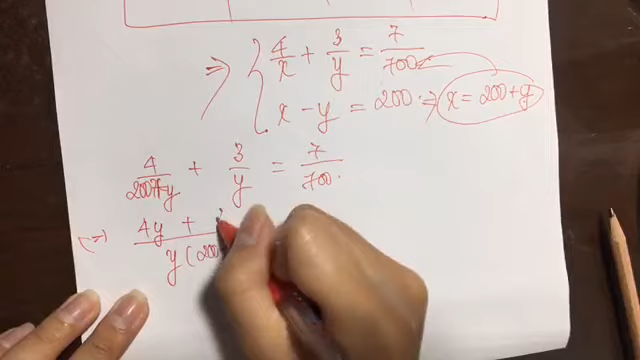 => { 4/x + 3/y = 7/700
x - y = 200 => x = 200 + y
4/(200+y) + 3/y = 7/700
<=> (4y +)/(y(200